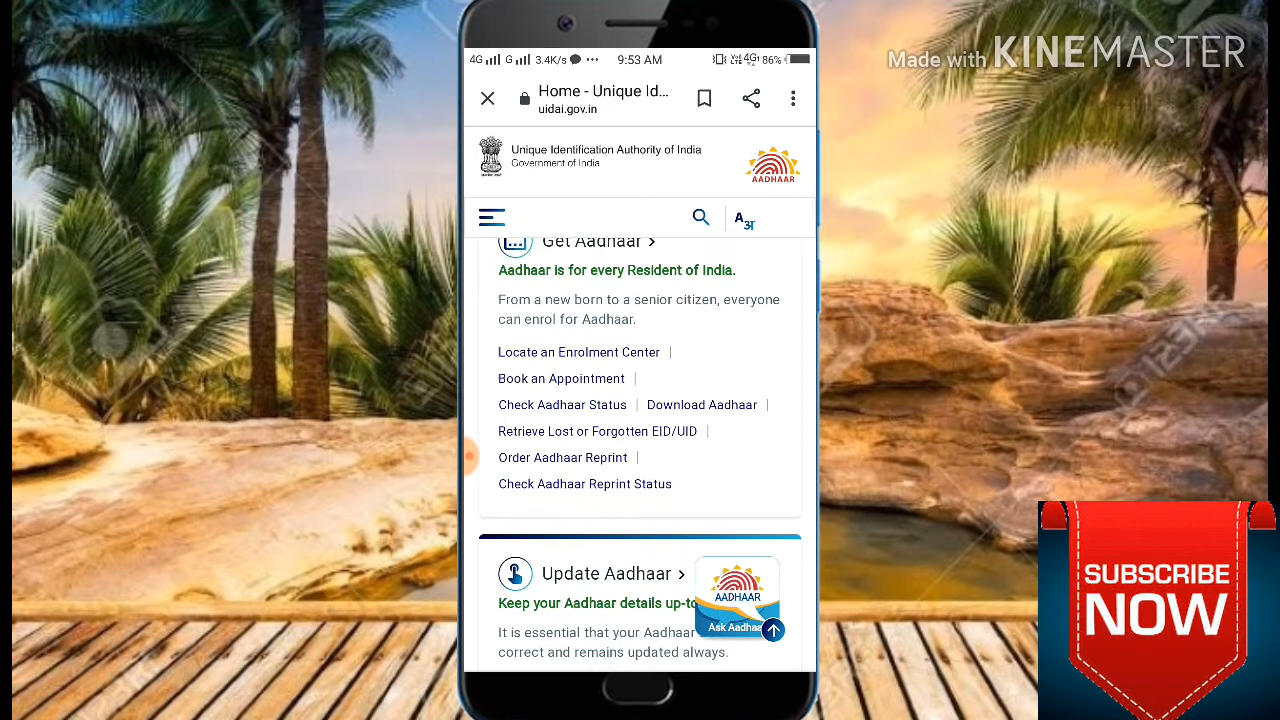 Made with KINEMASTER
4G G 3.4K/s ··· 9:53 AM 4G 86%
Home - Unique Id...
uidai.gov.in
Unique Identification Authority of India
Government of India
AADHAAR
A अ
Get Aadhaar >
Aadhaar is for every Resident of India.
From a new born to a senior citizen, everyone
can enrol for Aadhaar.
Locate an Enrolment Center |
Book an Appointment |
Check Aadhaar Status | Download Aadhaar |
Retrieve Lost or Forgotten EID/UID |
Order Aadhaar Reprint |
Check Aadhaar Reprint Status
Update Aadhaar >
Keep your Aadhaar details up-to
It is essential that your Aadhaar
correct and remains updated always.
AADHAAR
Ask Aadhaa
SUBSCRIBE
NOW